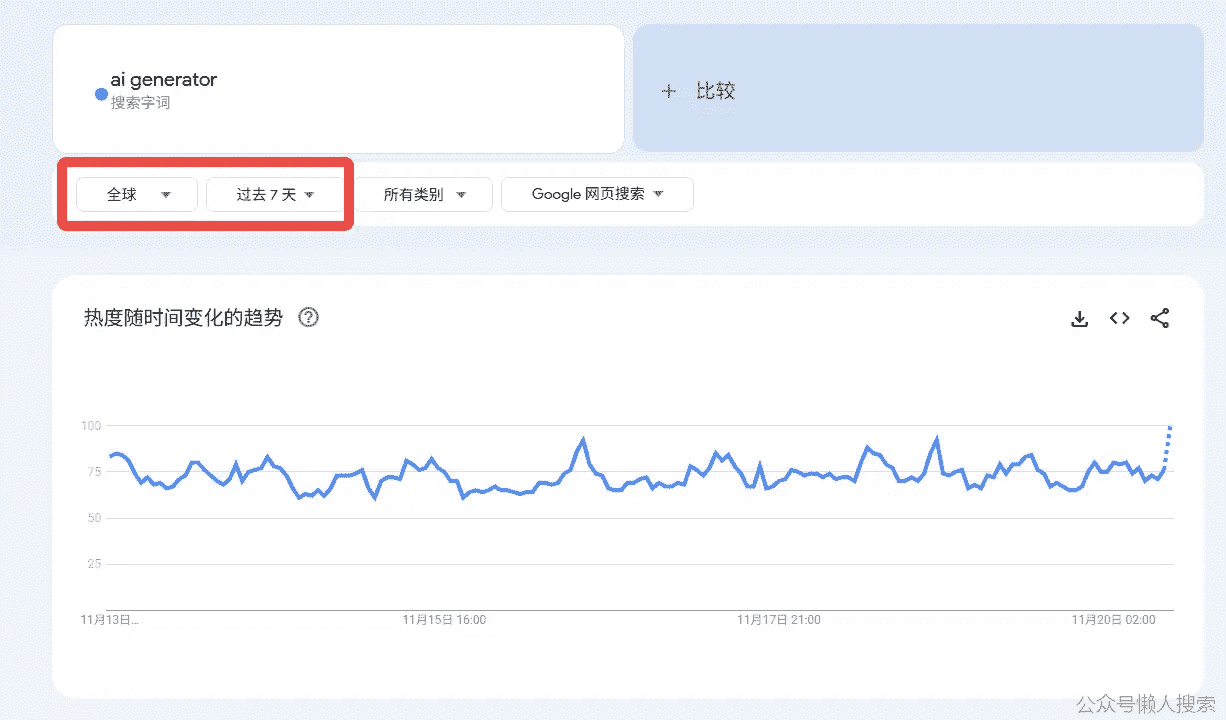 ai generator
搜索字词
+ 比较
全球 过去 7 天 所有类别 Google 网页搜索
热度随时间变化的趋势
100
75
50
25
11月13日… 11月15日 16:00 11月17日 21:00 11月20日 02:00
公众号懒人搜索